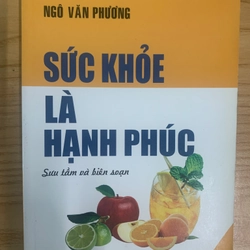 NGÔ VĂN PHƯƠNG
SỨC KHỎE
LÀ
HẠNH PHÚC
Sưu tầm và biên soạn